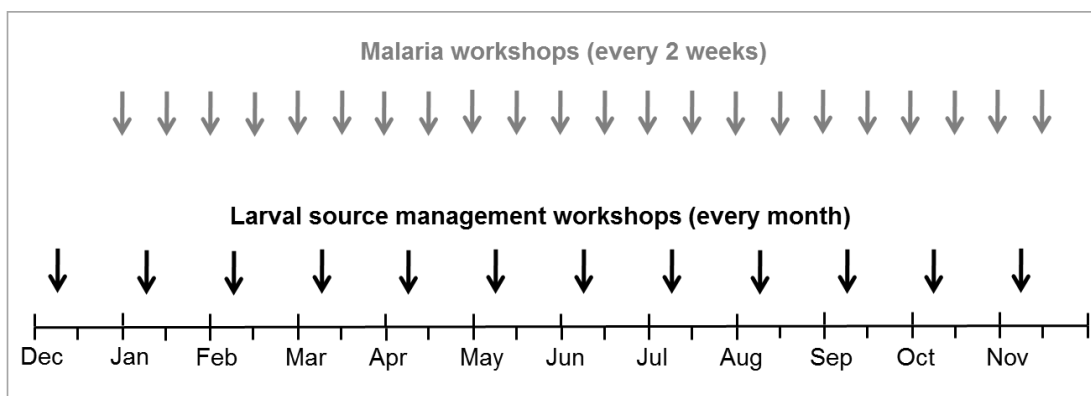 Malaria workshops (every 2 weeks)
Larval source management workshops (every month)
Dec Jan Feb Mar Apr May Jun Jul Aug Sep Oct Nov